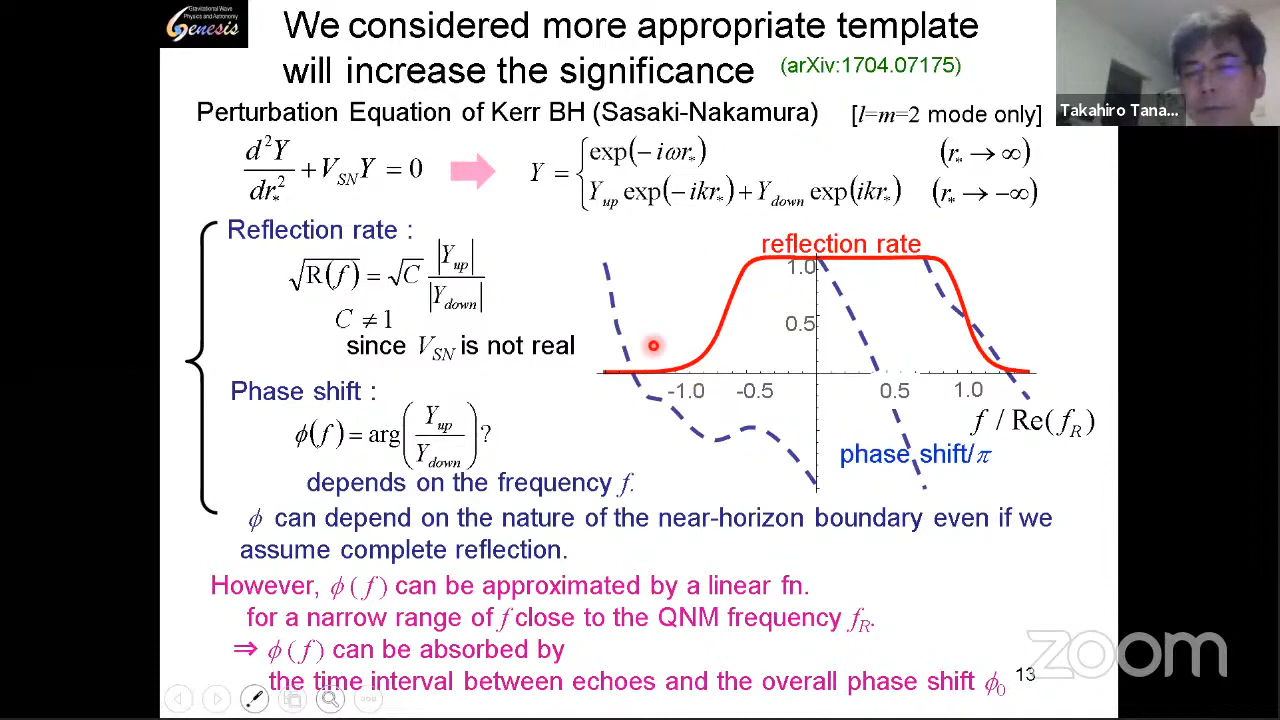 Gravitational Wave
Physics and Astronomy
Genesis
We considered more appropriate template
will increase the significance (arXiv:1704.07175)
Takahiro Tana...
Perturbation Equation of Kerr BH (Sasaki-Nakamura) [l=m=2 mode only]
d²Y/dr*² + V_SN Y = 0
Y = { exp(−iωr*) (r* → ∞)
Y_up exp(−ikr*) + Y_down exp(ikr*) (r* → −∞)
Reflection rate :
√R(f) = √C |Y_up| / |Y_down|
C ≠ 1
since V_SN is not real
Phase shift :
ϕ(f) = arg(Y_up / Y_down) ?
depends on the frequency f.
reflection rate
1.0
0.5
-1.0 -0.5 0.5 1.0
f / Re(f_R)
phase shift/π
ϕ can depend on the nature of the near-horizon boundary even if we
assume complete reflection.
However, ϕ (f) can be approximated by a linear fn.
for a narrow range of f close to the QNM frequency f_R.
⇒ ϕ (f) can be absorbed by
the time interval between echoes and the overall phase shift ϕ₀
13
zoom